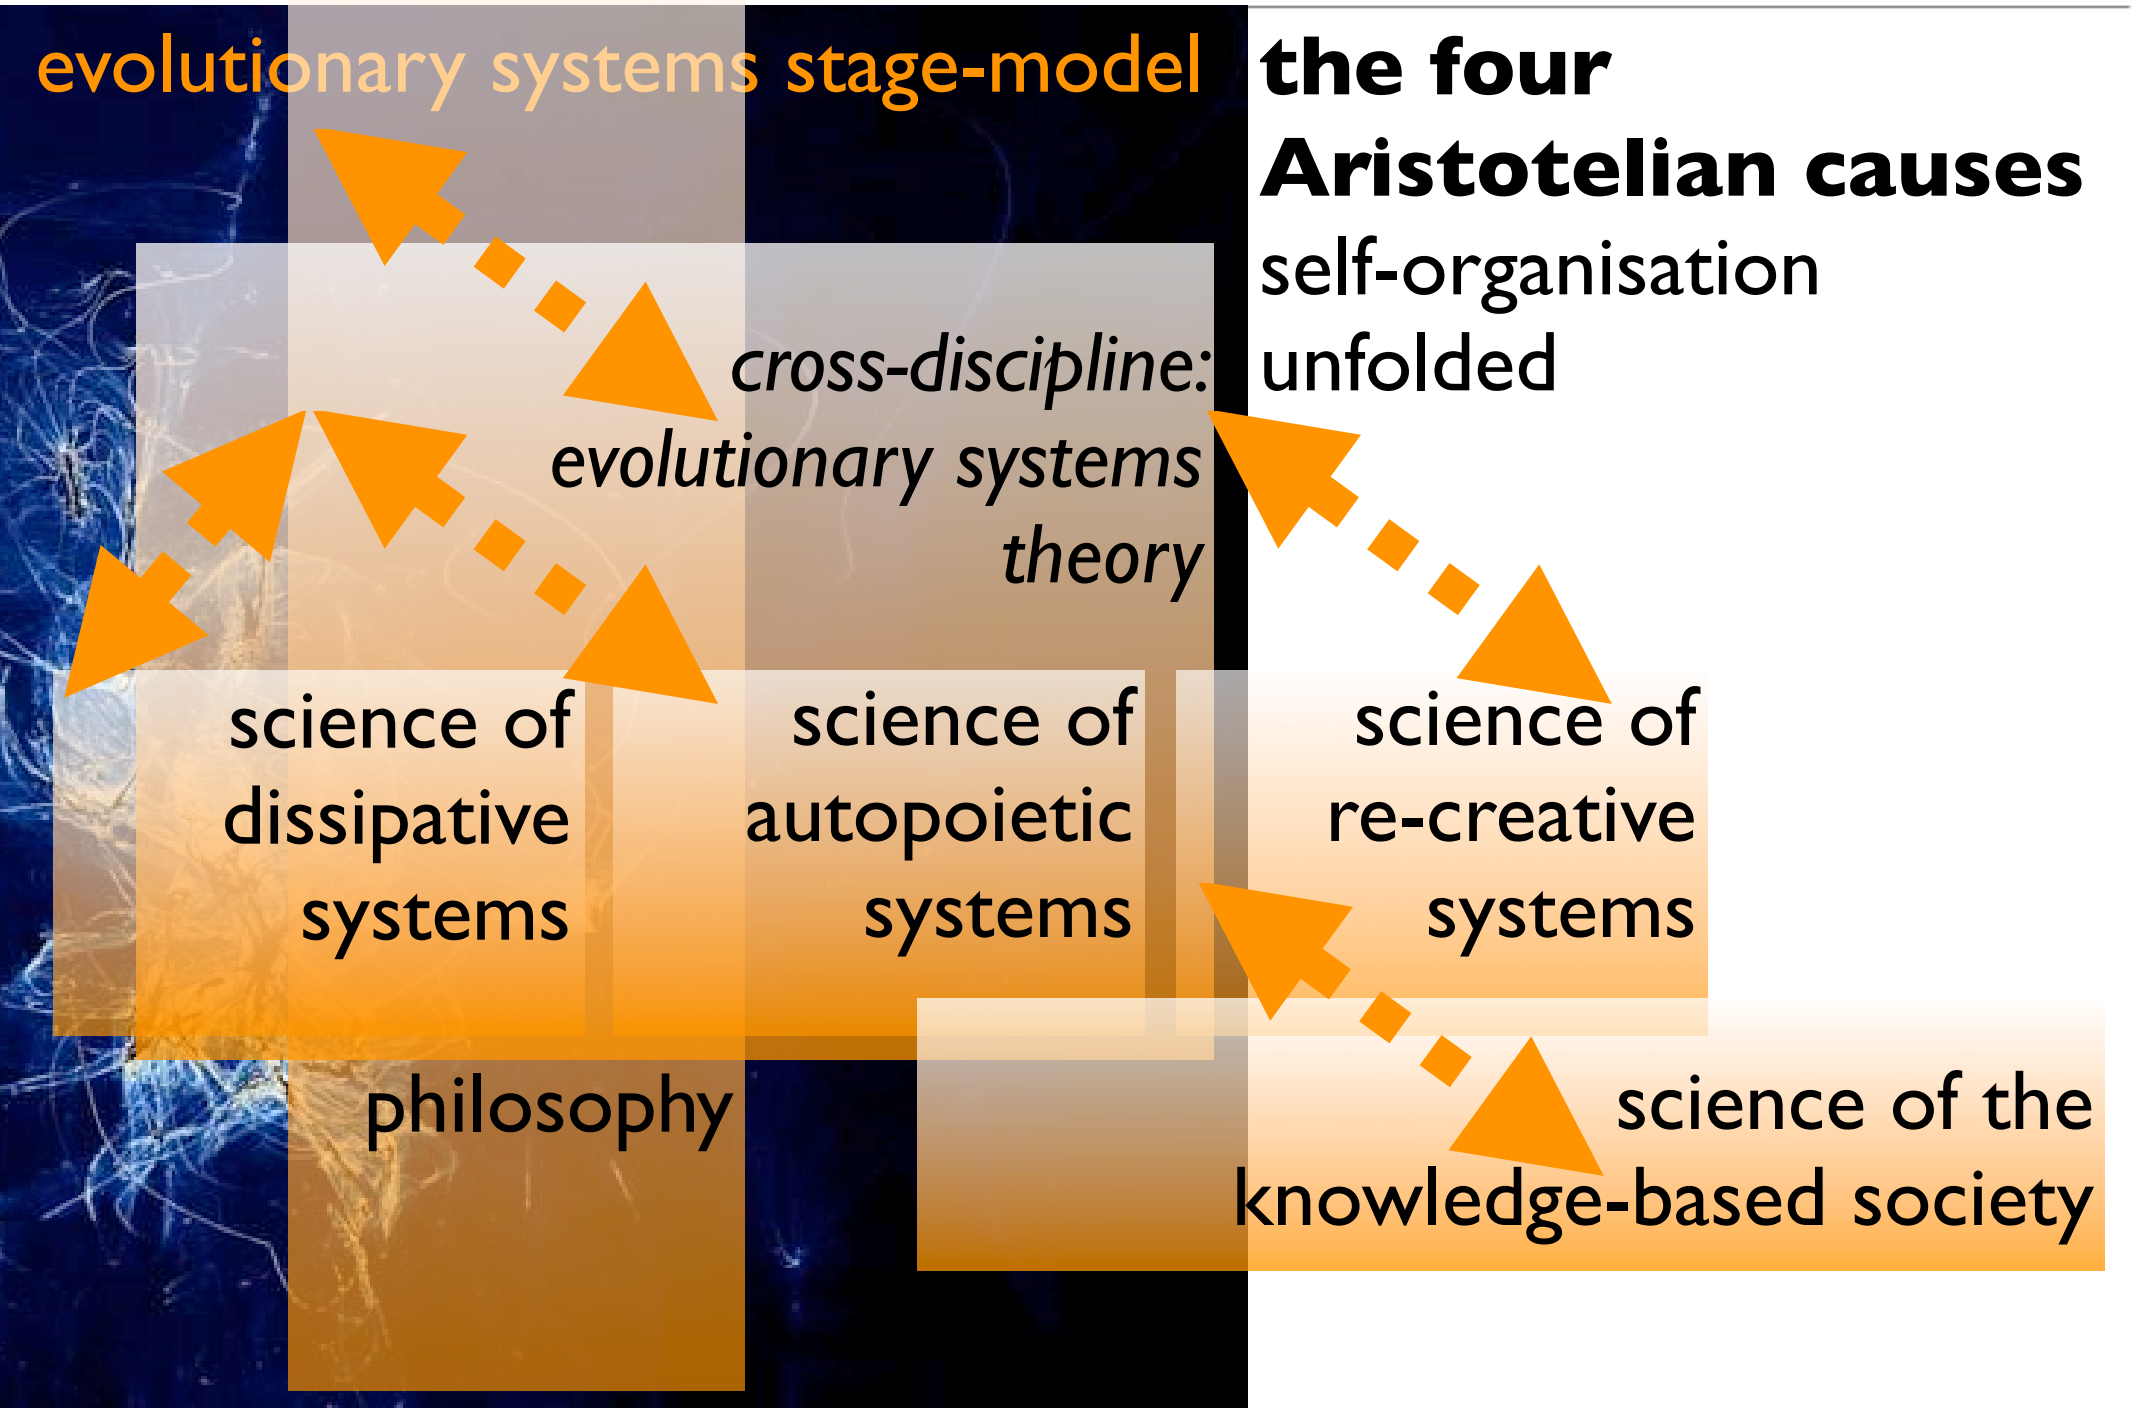 evolutionary systems stage-model
the four
Aristotelian causes
self-organisation
unfolded
cross-discipline:
evolutionary systems
theory
science of
dissipative
systems
science of
autopoietic
systems
science of
re-creative
systems
philosophy
science of the
knowledge-based society